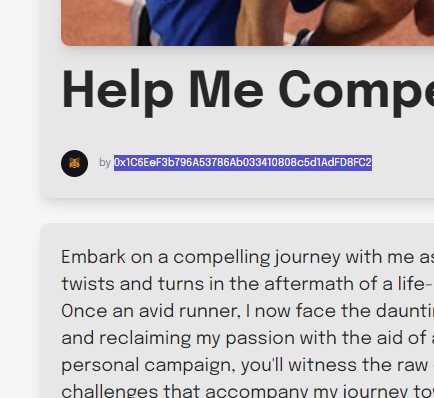 Help Me Compe
by 0x1C6EeF3b796A53786Ab033410808c5d1AdFD8FC2
Embark on a compelling journey with me as
twists and turns in the aftermath of a life-
Once an avid runner, I now face the daunti
and reclaiming my passion with the aid of a
personal campaign, you'll witness the raw
challenges that accompany my journey tow